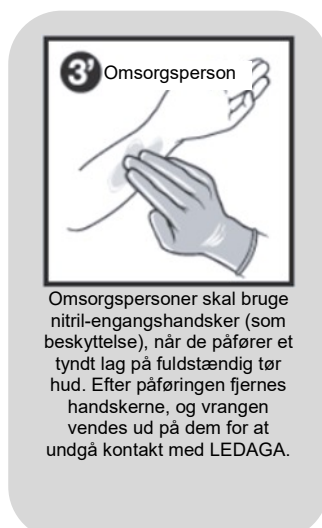 3’ Omsorgsperson
Omsorgspersoner skal bruge
nitril-engangshandsker (som
beskyttelse), når de påfører et
tyndt lag på fuldstændig tør
hud. Efter påføringen fjernes
handskerne, og vrangen
vendes ud på dem for at
undgå kontakt med LEDAGA.